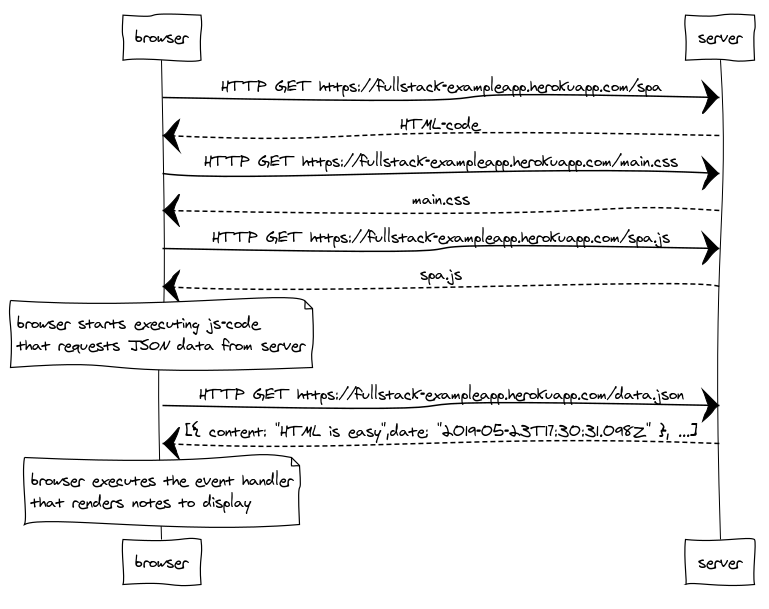 browser
server
HTTP GET https://fullstack-exampleapp.herokuapp.com/spa
HTML-code
HTTP GET https://fullstack-exampleapp.herokuapp.com/main.css
main.css
HTTP GET https://fullstack-exampleapp.herokuapp.com/spa.js
spa.js
browser starts executing js-code
that requests JSON data from server
HTTP GET https://fullstack-exampleapp.herokuapp.com/data.json
[{ content: "HTML is easy",date: "2019-05-23T17:30:31.098Z" }, ...]
browser executes the event handler
that renders notes to display
browser
server